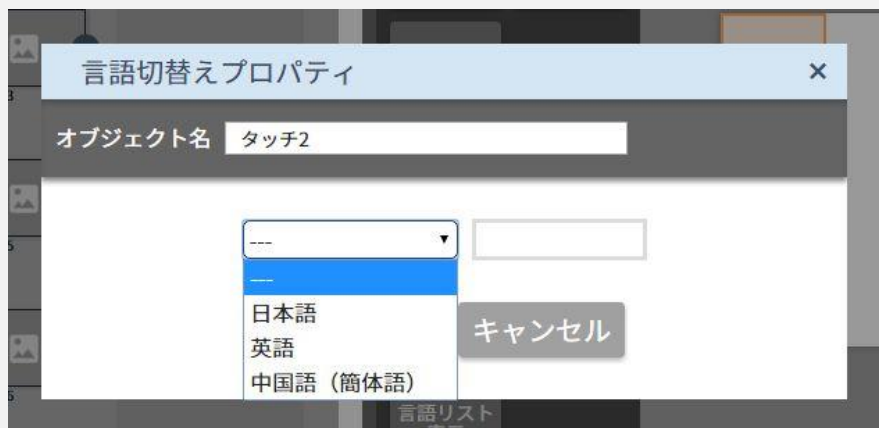 言語切替えプロパティ ×
オブジェクト名 タッチ2
---
---
日本語
英語
中国語（簡体語）
キャンセル
言語リスト